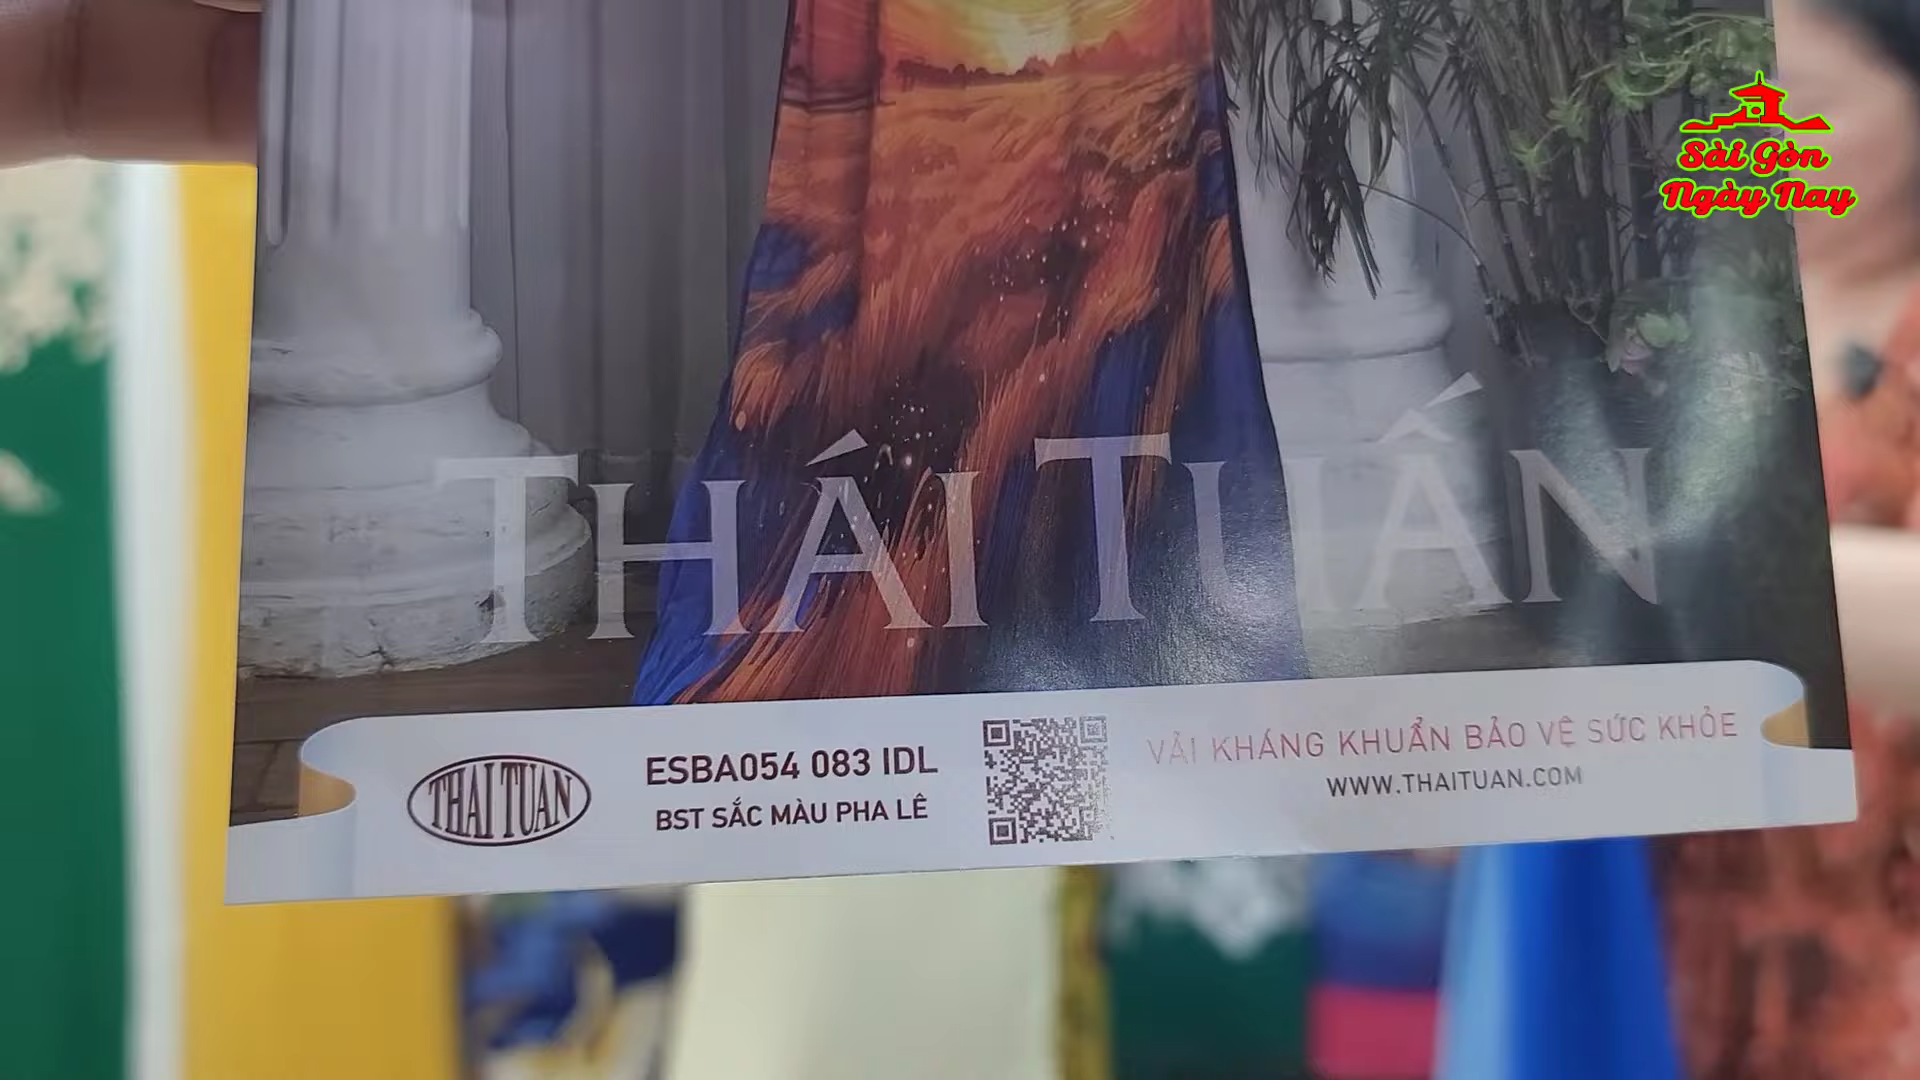 Sài Gòn
Ngày Nay
THÁI TUẤN
THAI TUAN
ESBA054 083 IDL
BST SẮC MÀU PHA LÊ
VẢI KHÁNG KHUẨN BẢO VỆ SỨC KHỎE
WWW.THAITUAN.COM